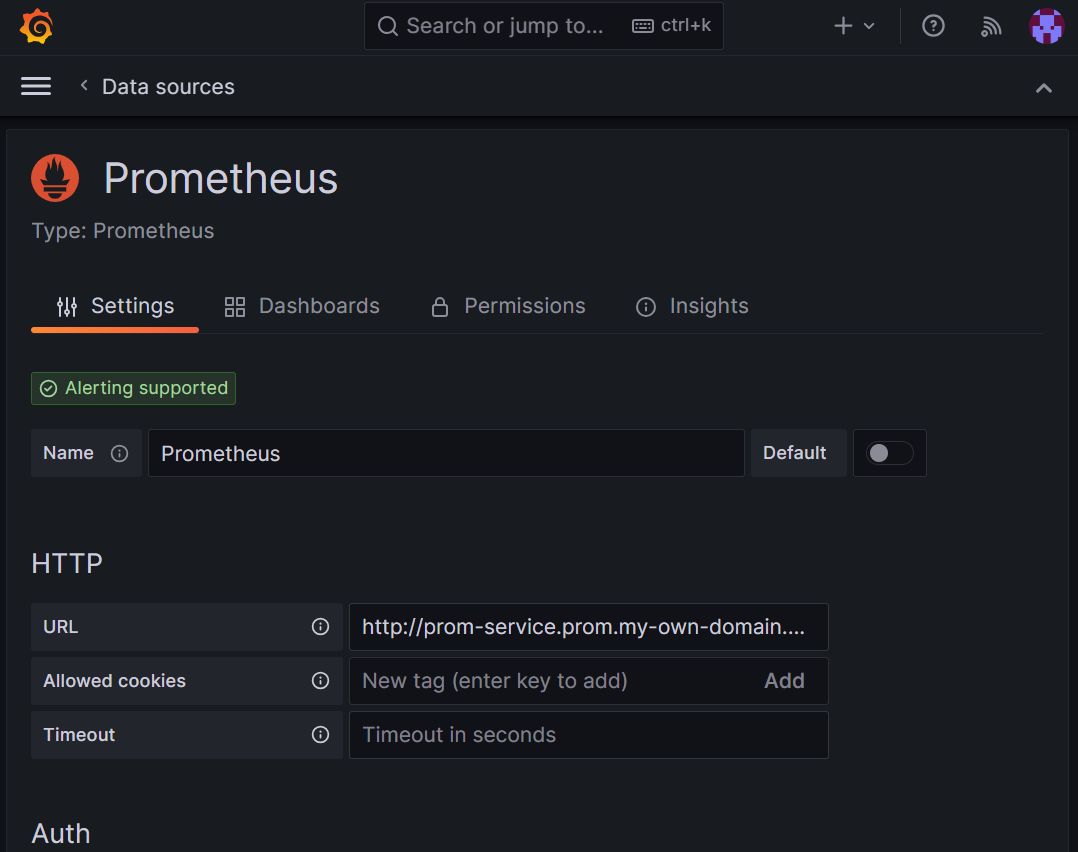 Search or jump to... ctrl+k
Data sources
Prometheus
Type: Prometheus
Settings Dashboards Permissions Insights
Alerting supported
Name Prometheus Default
HTTP
URL http://prom-service.prom.my-own-domain....
Allowed cookies New tag (enter key to add) Add
Timeout Timeout in seconds
Auth